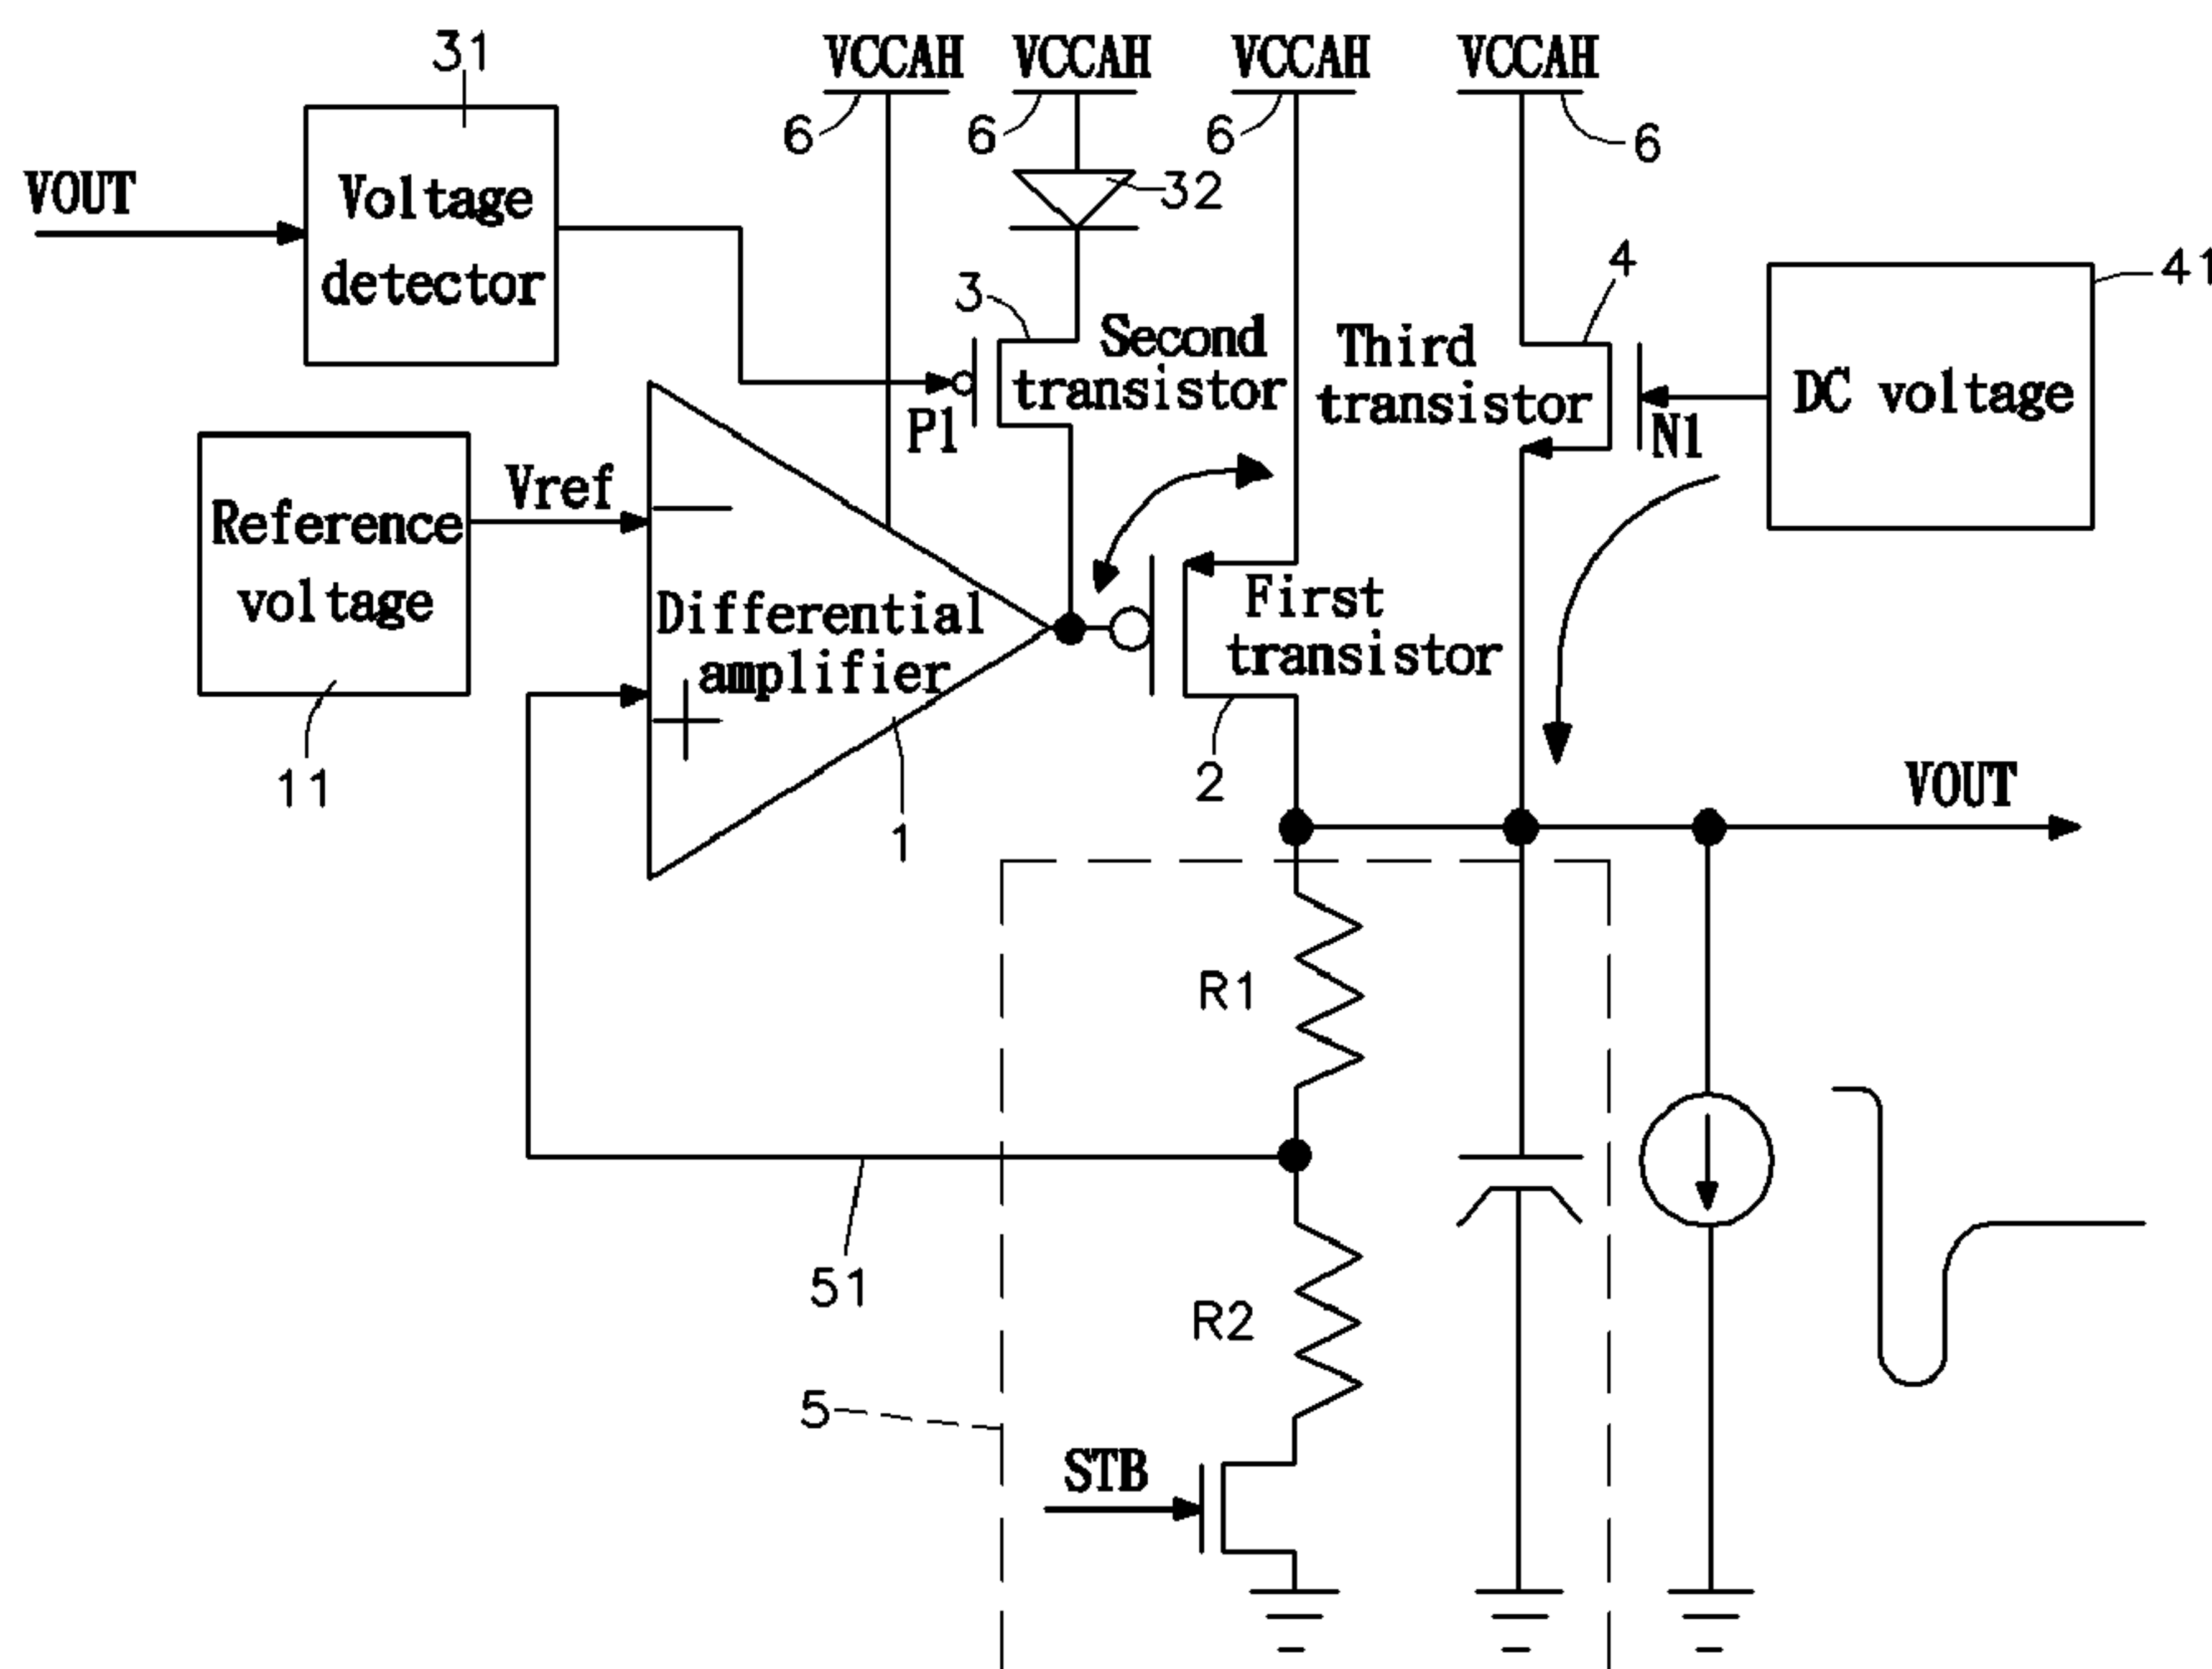 31
VCCAH
VCCAH
VCCAH
VCCAH
6
6
6
6
VOUT
Voltage
detector
32
3
Second
transistor
P1
Third
transistor
4
N1
DC voltage
41
Reference
voltage
11
Vref
Differential
amplifier
1
First
transistor
2
VOUT
R1
51
R2
5
STB